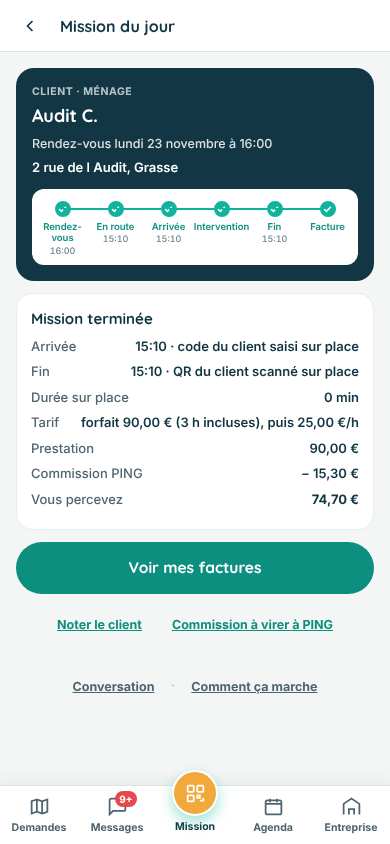 Mission du jour
CLIENT · MÉNAGE
Audit C.
Rendez-vous lundi 23 novembre à 16:00
2 rue de l Audit, Grasse
Rendez-vous En route Arrivée Intervention Fin Facture
16:00 15:10 15:10 15:10
Mission terminée
Arrivée 15:10 · code du client saisi sur place
Fin 15:10 · QR du client scanné sur place
Durée sur place 0 min
Tarif forfait 90,00 € (3 h incluses), puis 25,00 €/h
Prestation 90,00 €
Commission PING – 15,30 €
Vous percevez 74,70 €
Voir mes factures
Noter le client Commission à virer à PING
Conversation · Comment ça marche
9+
Demandes Messages Mission Agenda Entreprise